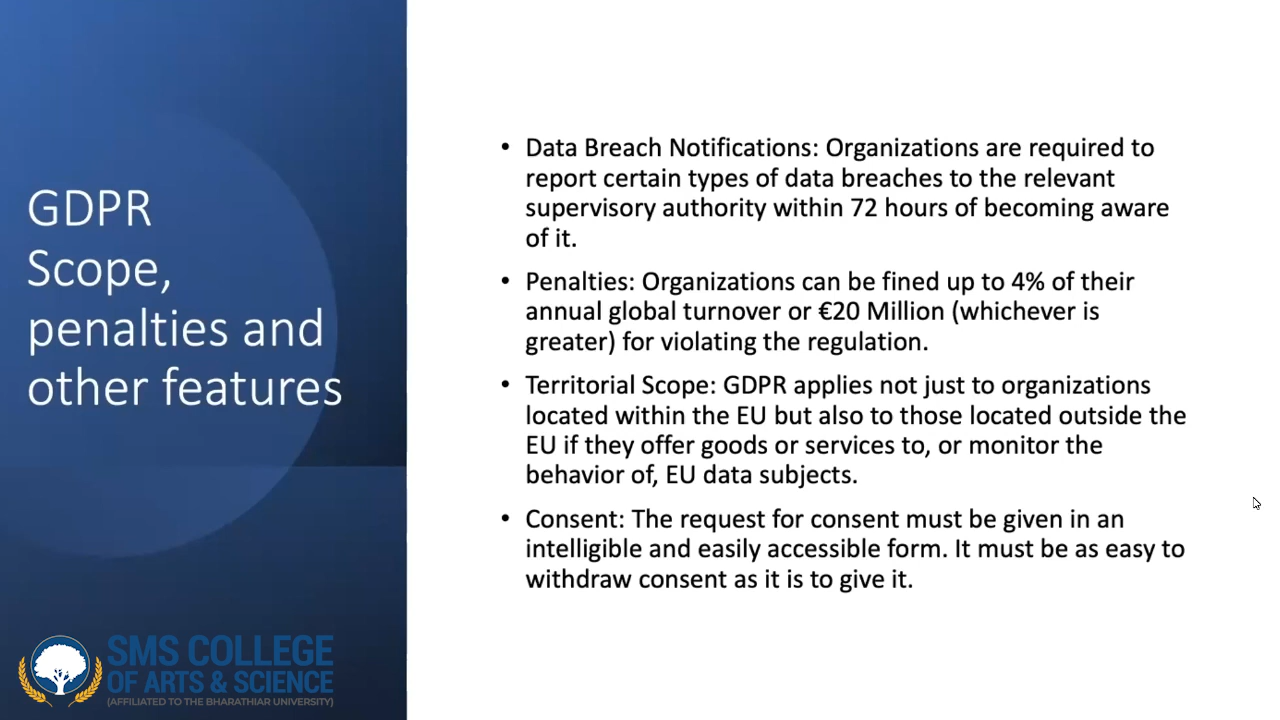 GDPR
Scope,
penalties and
other features
• Data Breach Notifications: Organizations are required to
report certain types of data breaches to the relevant
supervisory authority within 72 hours of becoming aware
of it.
• Penalties: Organizations can be fined up to 4% of their
annual global turnover or €20 Million (whichever is
greater) for violating the regulation.
• Territorial Scope: GDPR applies not just to organizations
located within the EU but also to those located outside the
EU if they offer goods or services to, or monitor the
behavior of, EU data subjects.
• Consent: The request for consent must be given in an
intelligible and easily accessible form. It must be as easy to
withdraw consent as it is to give it.
SMS COLLEGE
OF ARTS & SCIENCE
(AFFILIATED TO THE BHARATHIAR UNIVERSITY)